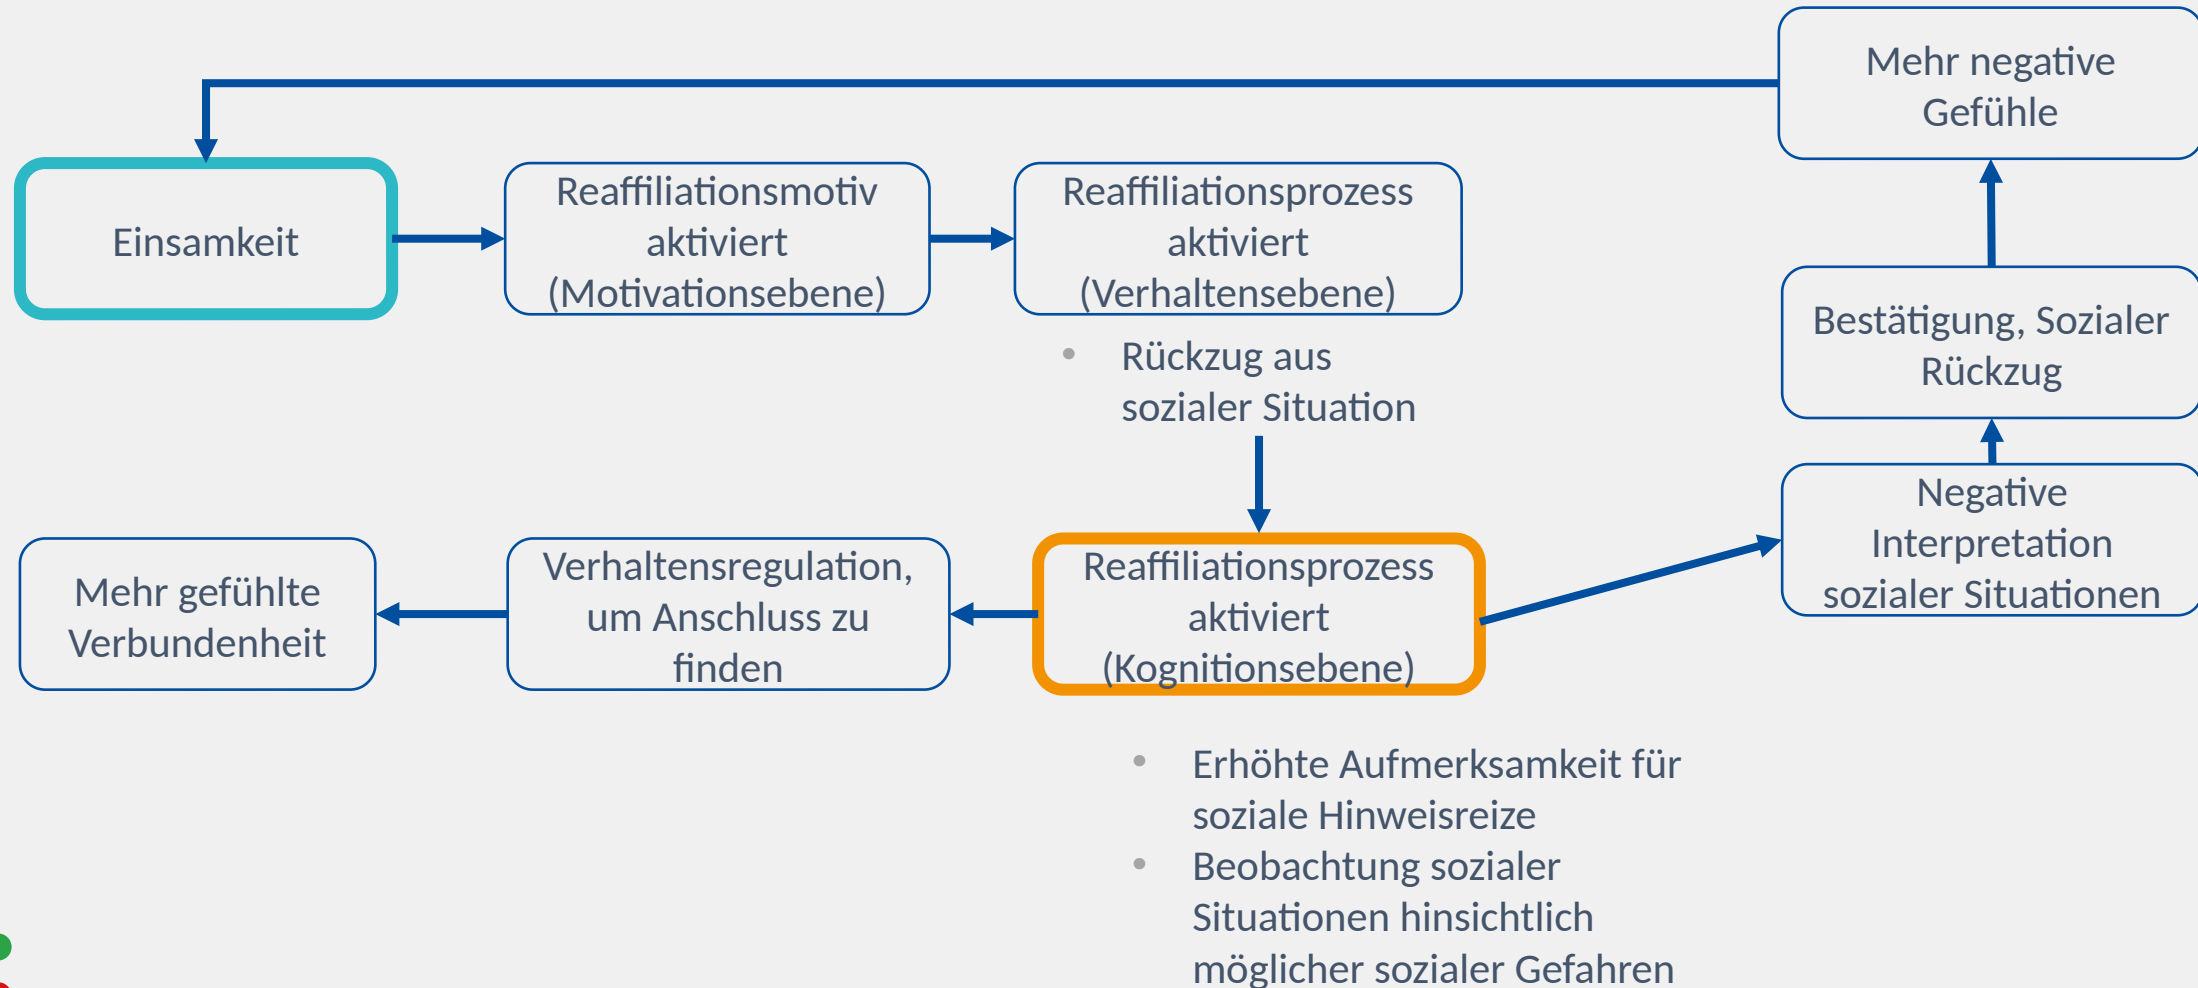 Mehr negative
Gefühle
Einsamkeit
Reaffiliationsmotiv
aktiviert
(Motivationsebene)
Reaffiliationsprozess
aktiviert
(Verhaltensebene)
• Rückzug aus
sozialer Situation
Bestätigung, Sozialer
Rückzug
Negative
Interpretation
sozialer Situationen
Reaffiliationsprozess
aktiviert
(Kognitionsebene)
Verhaltensregulation,
um Anschluss zu
finden
Mehr gefühlte
Verbundenheit
• Erhöhte Aufmerksamkeit für
soziale Hinweisreize
• Beobachtung sozialer
Situationen hinsichtlich
möglicher sozialer Gefahren